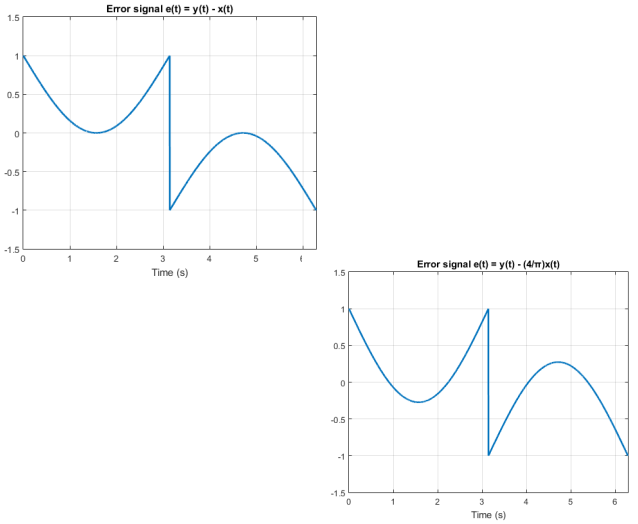 Error signal e(t) = y(t) - x(t)
1.5
1
0.5
0
-0.5
-1
-1.5
0 1 2 3 4 5
Time (s)
Error signal e(t) = y(t) - (4/π)x(t)
1.5
1
0.5
0
-0.5
-1
-1.5
0 1 2 3 4 5 6
Time (s)